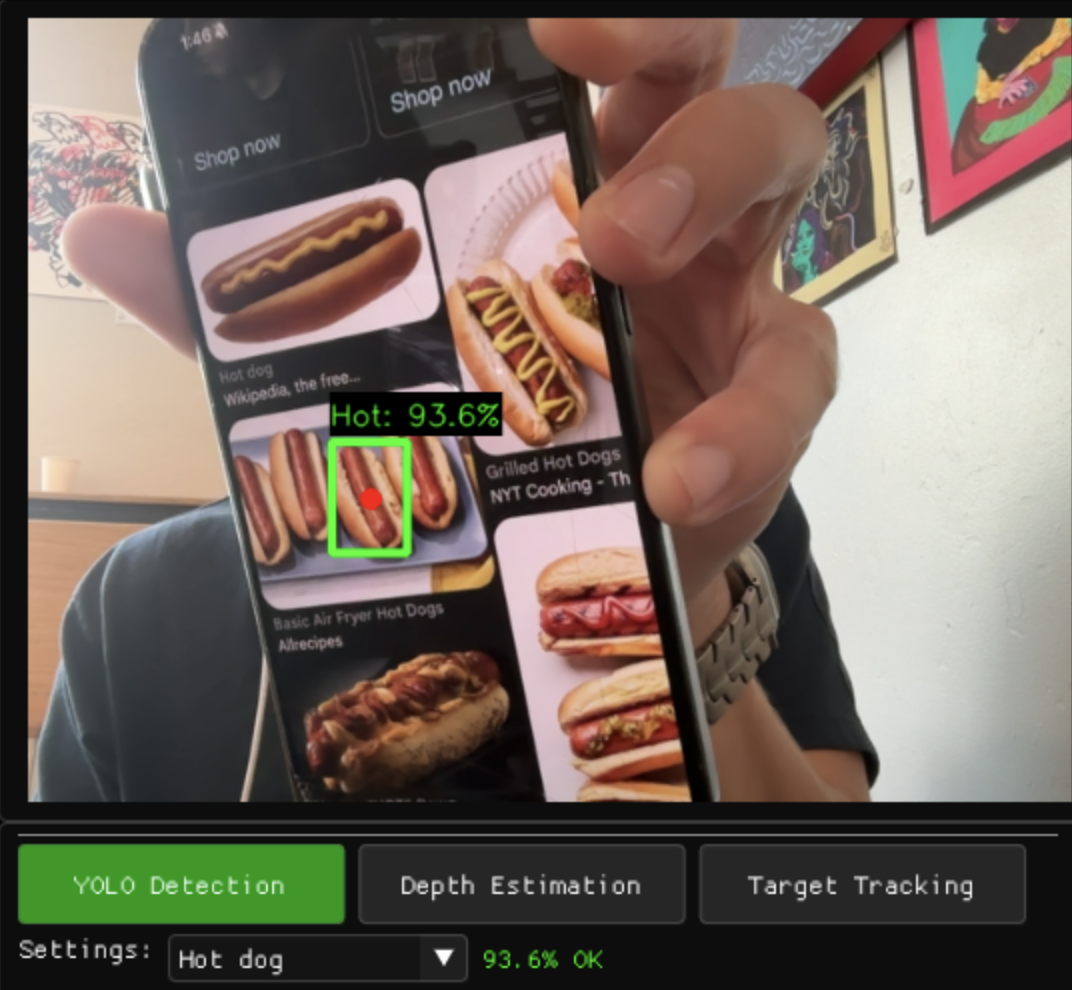 1:46
Shop now
Shop now
Hot dog
Wikipedia, the free...
Hot: 93.6%
Grilled Hot Dogs
NYT Cooking - Th
Basic Air Fryer Hot Dogs
Allrecipes
YOLO Detection
Depth Estimation
Target Tracking
Settings:
Hot dog
93.6% OK